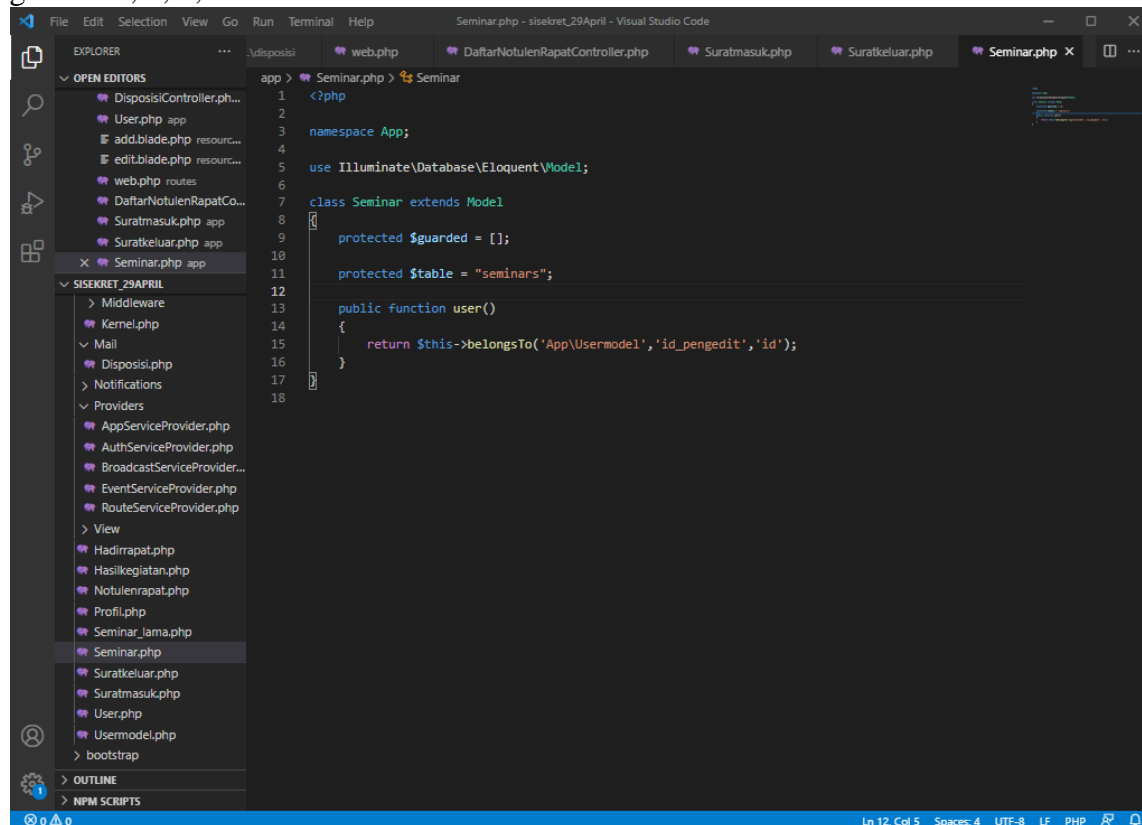 File Edit Selection View Go Run Terminal Help Seminar.php - sisekret_29April - Visual Studio Code
EXPLORER
.\disposisi web.php DaftarNotulenRapatController.php Suratmasuk.php Suratkeluar.php Seminar.php
OPEN EDITORS
DisposisiController.ph...
User.php app
add.blade.php resourc...
edit.blade.php resourc...
web.php routes
DaftarNotulenRapatCo...
Suratmasuk.php app
Suratkeluar.php app
Seminar.php app
SISEKRET_29APRIL
Middleware
Kernel.php
Mail
Disposisi.php
Notifications
Providers
AppServiceProvider.php
AuthServiceProvider.php
BroadcastServiceProvider...
EventServiceProvider.php
RouteServiceProvider.php
View
Hadirrapat.php
Hasilkegiatan.php
Notulenrapat.php
Profil.php
Seminar_lama.php
Seminar.php
Suratkeluar.php
Suratmasuk.php
User.php
Usermodel.php
bootstrap
OUTLINE
NPM SCRIPTS
app > Seminar.php > Seminar
1 <?php
2
3 namespace App;
4
5 use Illuminate\Database\Eloquent\Model;
6
7 class Seminar extends Model
8 {
9 protected $guarded = [];
10
11 protected $table = "seminars";
12
13 public function user()
14 {
15 return $this->belongsTo('App\Usermodel','id_pengedit','id');
16 }
17 }
18
1
0 0 Ln 12, Col 5 Spaces: 4 UTF-8 LF PHP